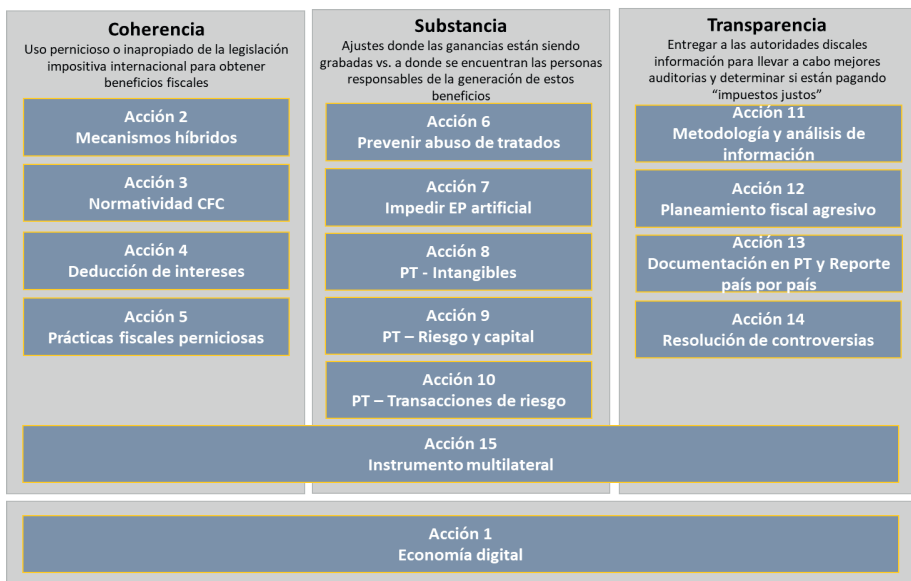 Coherencia
Uso pernicioso o inapropiado de la legislación
impositiva internacional para obtener
beneficios fiscales
Acción 2
Mecanismos híbridos
Acción 3
Normatividad CFC
Acción 4
Deducción de intereses
Acción 5
Prácticas fiscales perniciosas
Substancia
Ajustes donde las ganancias están siendo
grabadas vs. a donde se encuentran las personas
responsables de la generación de estos
beneficios
Acción 6
Prevenir abuso de tratados
Acción 7
Impedir EP artificial
Acción 8
PT - Intangibles
Acción 9
PT – Riesgo y capital
Acción 10
PT – Transacciones de riesgo
Transparencia
Entregar a las autoridades discales
información para llevar a cabo mejores
auditorias y determinar si están pagando
“impuestos justos”
Acción 11
Metodología y análisis de
información
Acción 12
Planeamiento fiscal agresivo
Acción 13
Documentación en PT y Reporte
país por país
Acción 14
Resolución de controversias
Acción 15
Instrumento multilateral
Acción 1
Economía digital